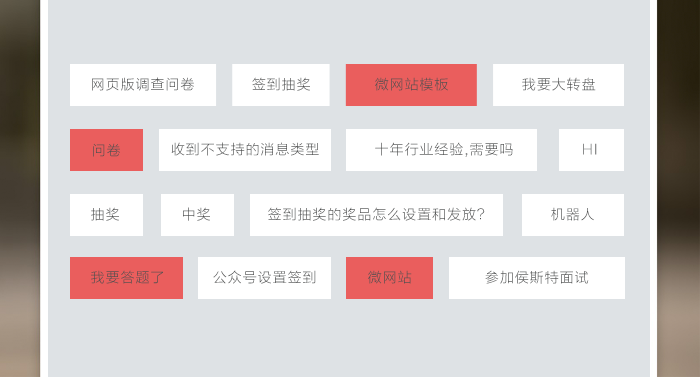 网页版调查问卷 签到抽奖 微网站模板 我要大转盘
问卷 收到不支持的消息类型 十年行业经验,需要吗 HI
抽奖 中奖 签到抽奖的奖品怎么设置和发放?
机器人
我要答题了 公众号设置签到 微网站 参加侯斯特面试